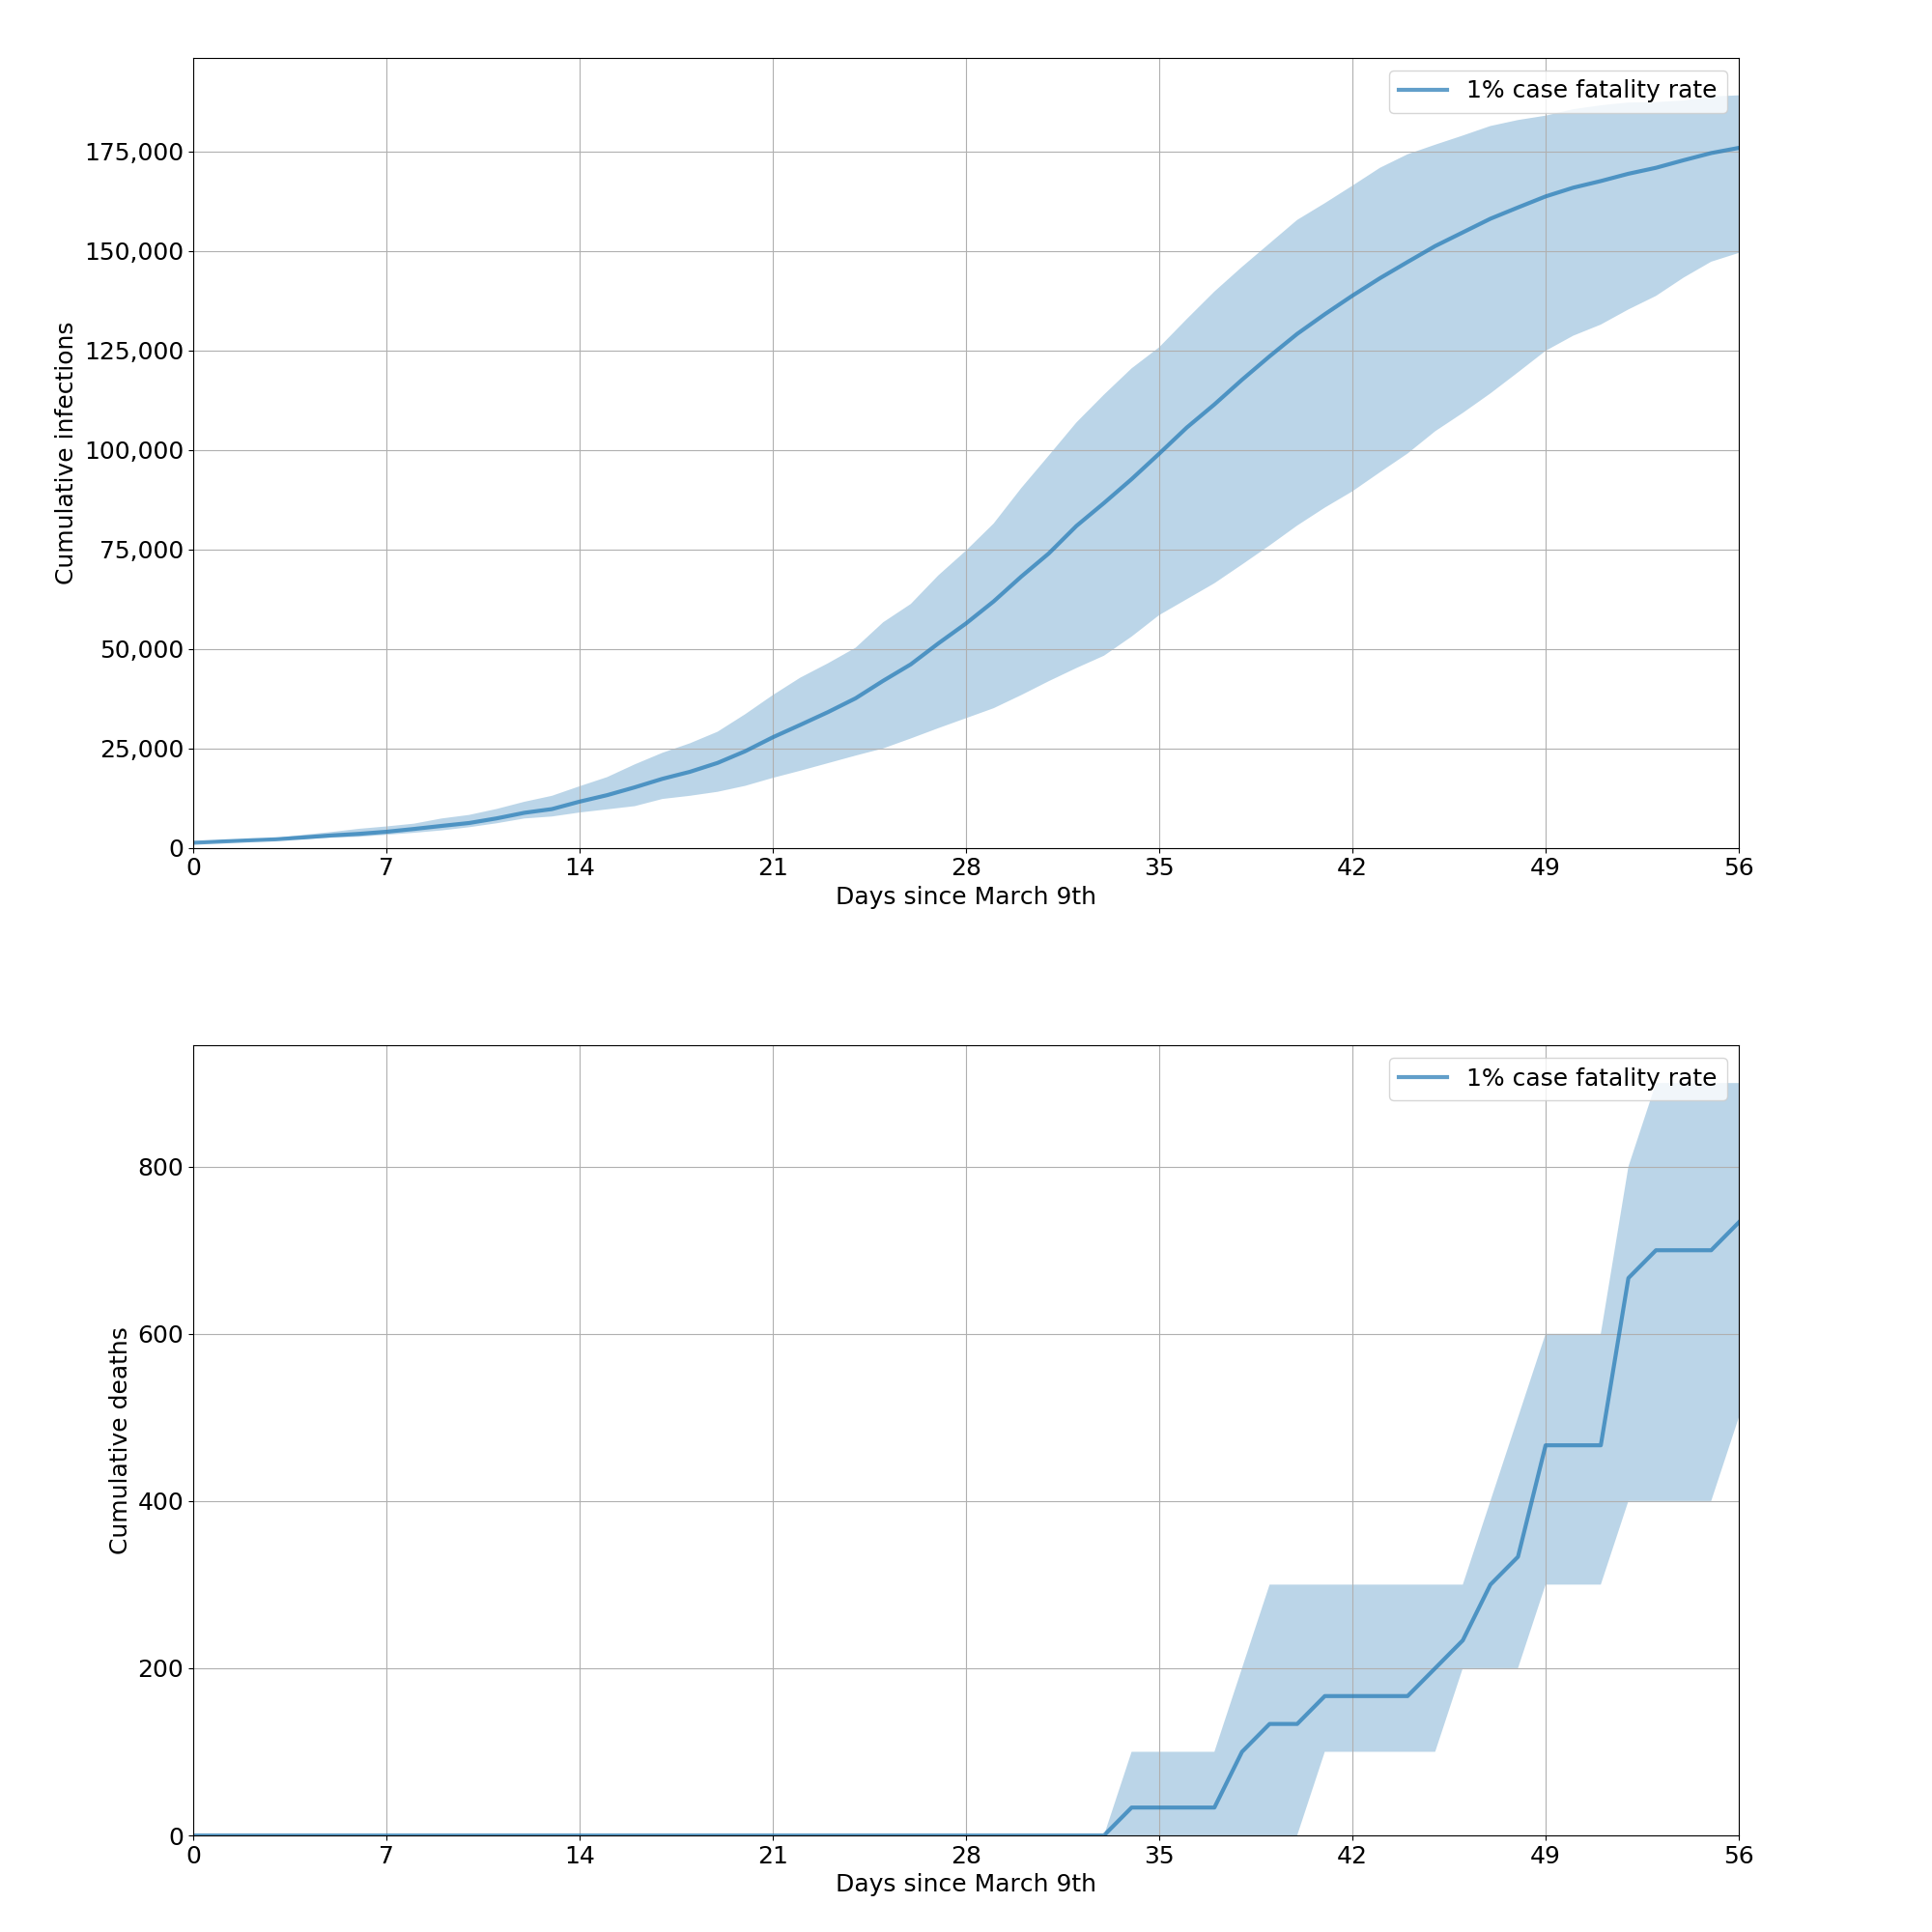 1% case fatality rate
175,000
150,000
125,000
100,000
75,000
50,000
25,000
0
Cumulative infections
0 7 14 21 28 35 42 49 56
Days since March 9th
1% case fatality rate
800
600
400
200
0
Cumulative deaths
0 7 14 21 28 35 42 49 56
Days since March 9th